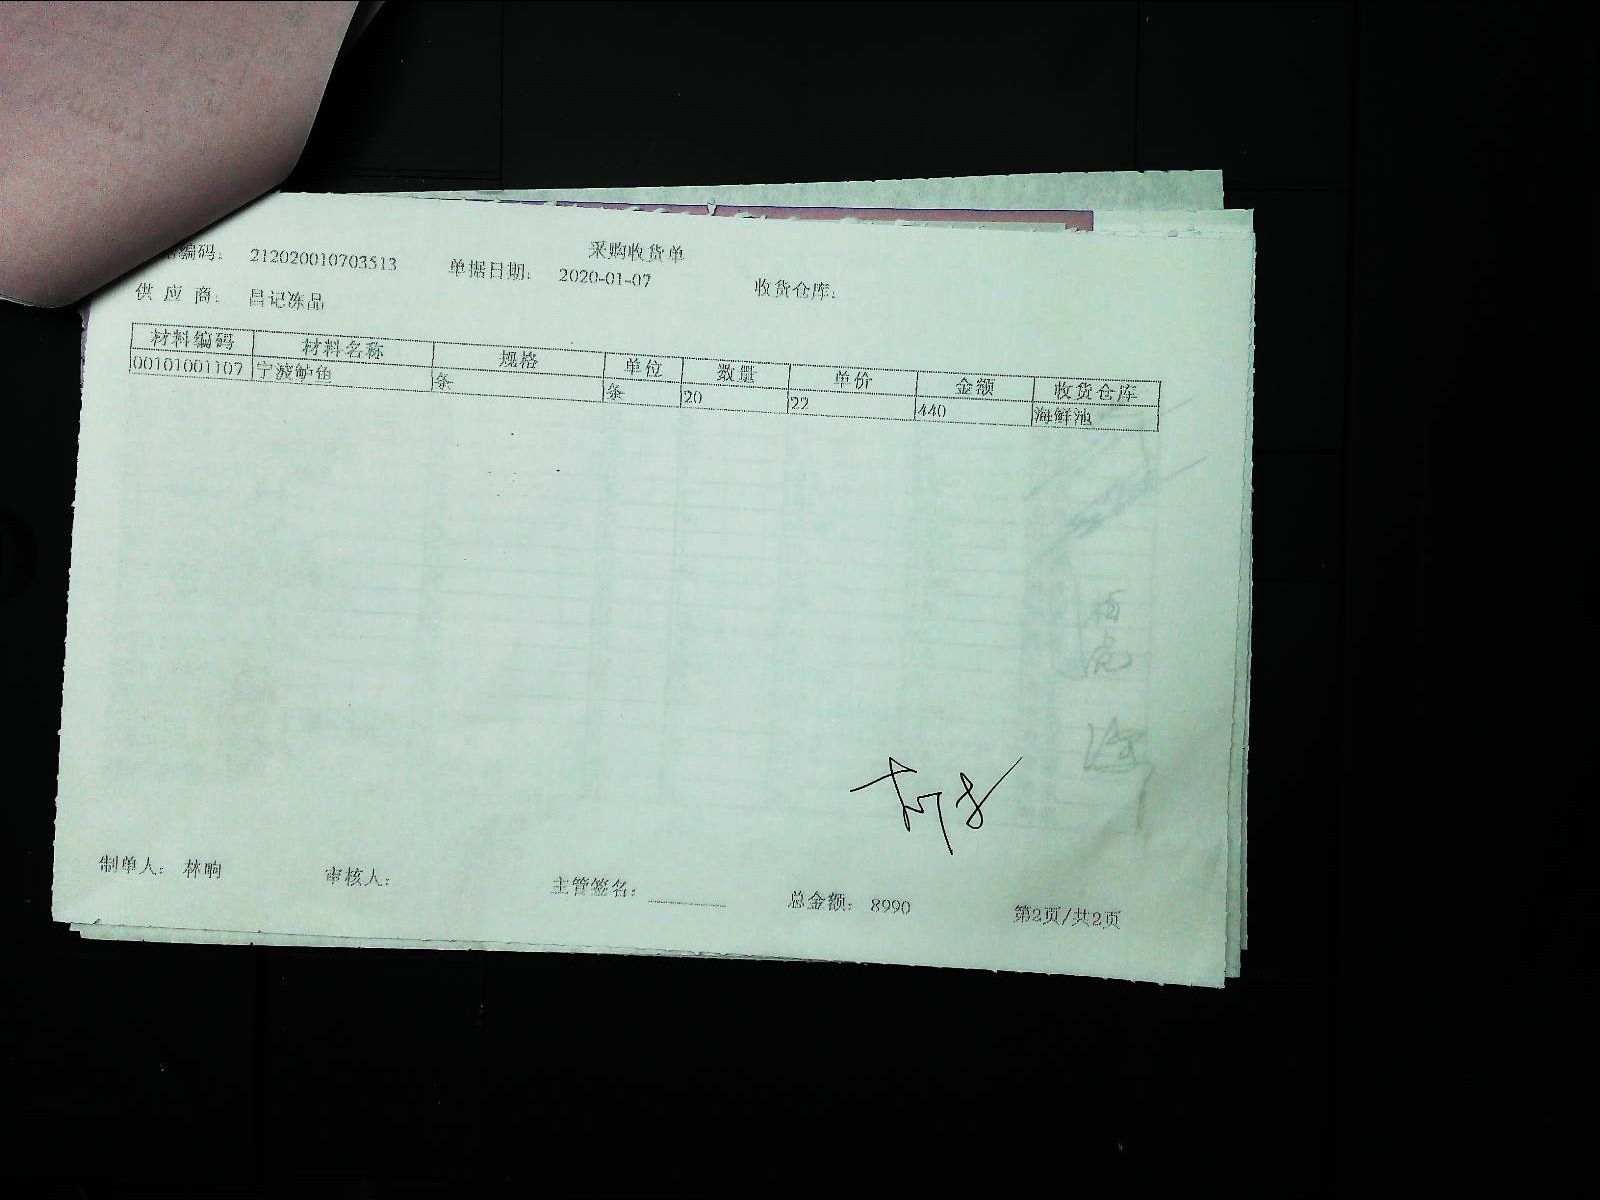 采购收货单
编码: 212020010703513 单据日期: 2020-01-07 收货仓库:
供 应 商: 昌记冻品
材料编码 材料名称 规格 单位 数量 单价 金额 收货仓库
00101001107 宁波鲈鱼 条 条 20 22 440 海鲜池
制单人: 林晌 审核人: 主管签名: 总金额: 8990 第2页/共2页